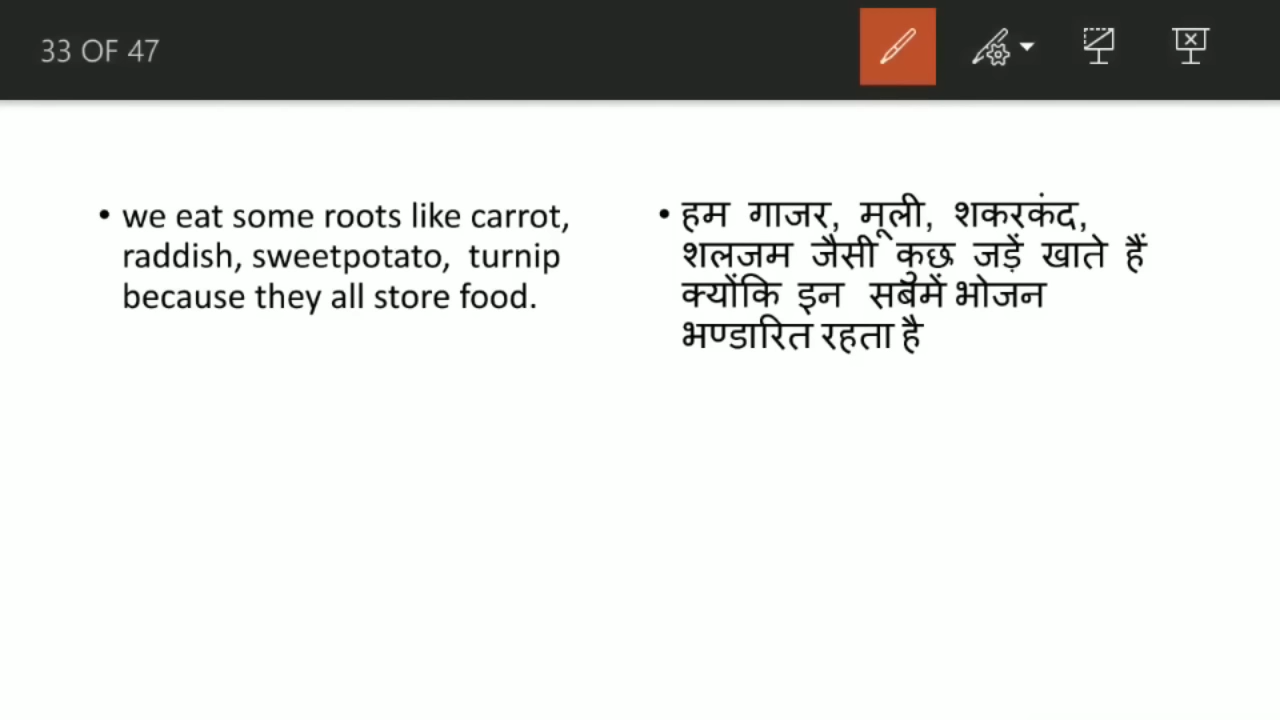 33 OF 47
• we eat some roots like carrot,
raddish, sweetpotato,  turnip
because they all store food.
• हम  गाजर,  मूली,  शकरकंद,
शलजम  जैसी  कुछ  जड़ें  खाते  हैं
क्योंकि  इन   सबमें भोजन
भण्डारित रहता है